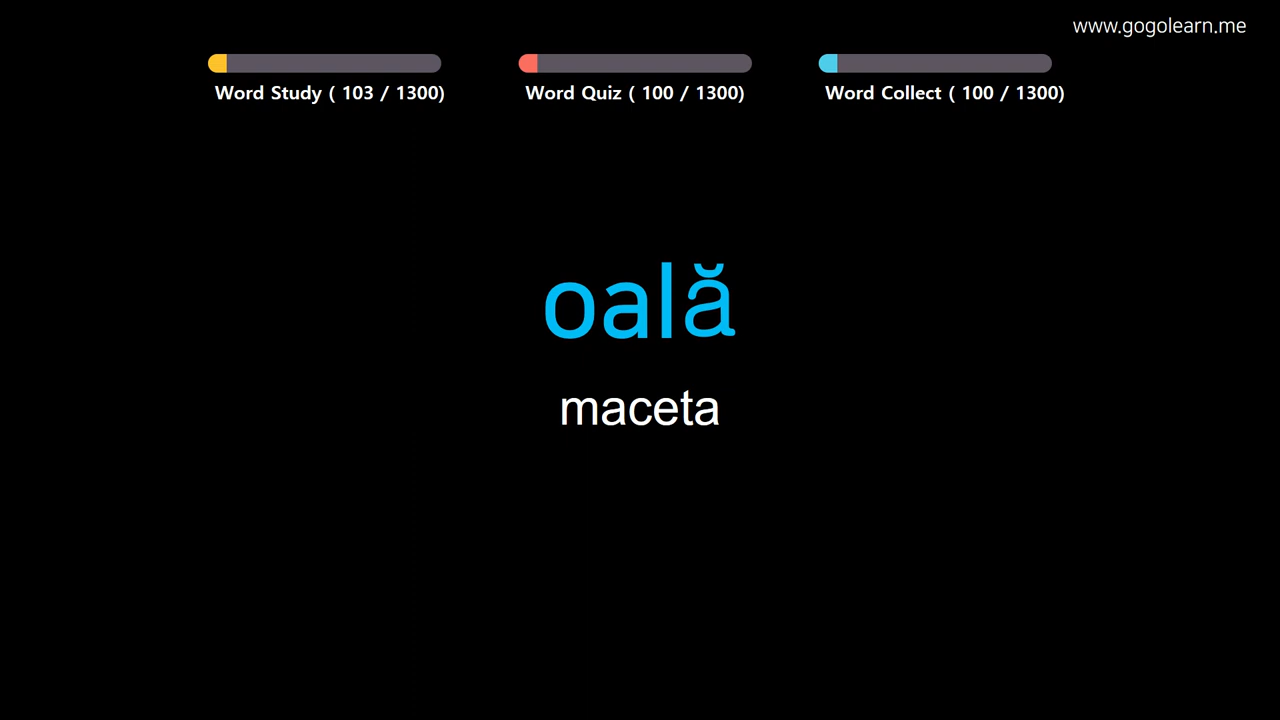 www.gogolearn.me
Word Study ( 103 / 1300)
Word Quiz ( 100 / 1300)
Word Collect ( 100 / 1300)
oală
maceta